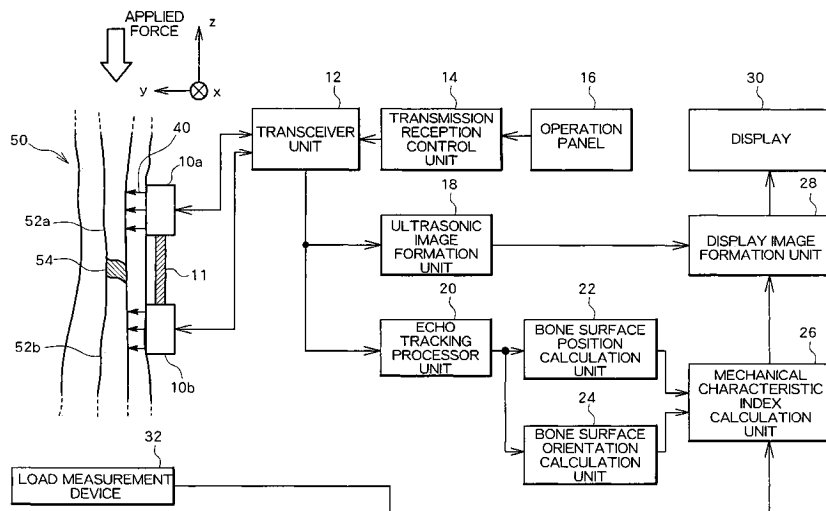 APPLIED
FORCE
z
y
x
12
14
16
30
TRANSCEIVER
UNIT
TRANSMISSION
RECEPTION
CONTROL
UNIT
OPERATION
PANEL
DISPLAY
50
40
10a
18
28
52a
ULTRASONIC
IMAGE
FORMATION
UNIT
DISPLAY IMAGE
FORMATION UNIT
54
11
20
22
26
ECHO
TRACKING
PROCESSOR
UNIT
BONE SURFACE
POSITION
CALCULATION
UNIT
52b
10b
24
MECHANICAL
CHARACTERISTIC
INDEX
CALCULATION
UNIT
32
BONE SURFACE
ORIENTATION
CALCULATION
UNIT
LOAD MEASUREMENT
DEVICE